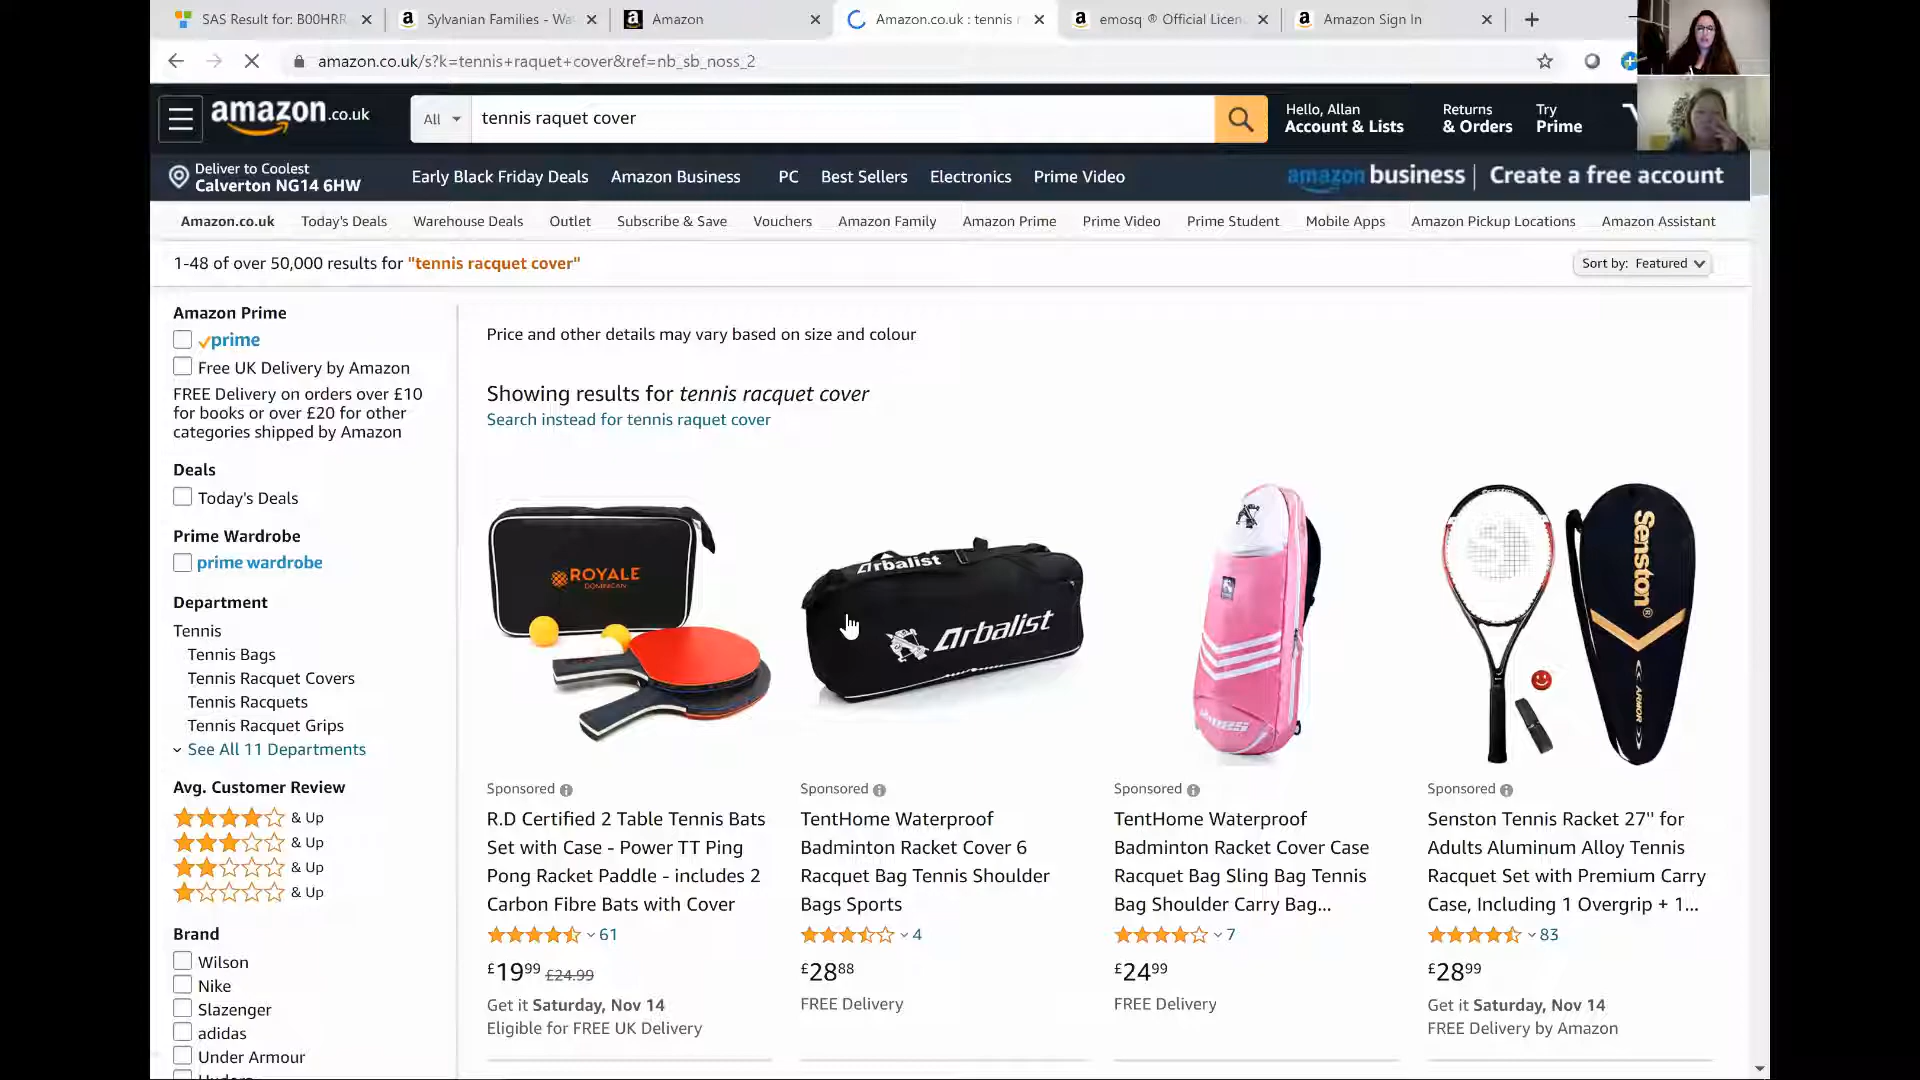 SAS Result for: B00HRR
Sylvanian Families - Wa
Amazon
Amazon.co.uk : tennis r
emosq ® Official Licen
Amazon Sign In
amazon.co.uk/s?k=tennis+raquet+cover&ref=nb_sb_noss_2
amazon.co.uk
All
tennis raquet cover
Hello, Allan
Account & Lists
Returns
& Orders
Try
Prime
Deliver to Coolest
Calverton NG14 6HW
Early Black Friday Deals
Amazon Business
PC
Best Sellers
Electronics
Prime Video
amazon business | Create a free account
Amazon.co.uk
Today's Deals
Warehouse Deals
Outlet
Subscribe & Save
Vouchers
Amazon Family
Amazon Prime
Prime Video
Prime Student
Mobile Apps
Amazon Pickup Locations
Amazon Assistant
1-48 of over 50,000 results for "tennis racquet cover"
Sort by: Featured
Amazon Prime
prime
Free UK Delivery by Amazon
FREE Delivery on orders over £10
for books or over £20 for other
categories shipped by Amazon
Deals
Today's Deals
Prime Wardrobe
prime wardrobe
Department
Tennis
Tennis Bags
Tennis Racquet Covers
Tennis Racquets
Tennis Racquet Grips
See All 11 Departments
Avg. Customer Review
& Up
& Up
& Up
& Up
Brand
Wilson
Nike
Slazenger
adidas
Under Armour
Price and other details may vary based on size and colour
Showing results for tennis racquet cover
Search instead for tennis raquet cover
ROYALE
Arbalist
Arbalist
Senston®
ARMOR
Sponsored
R.D Certified 2 Table Tennis Bats
Set with Case - Power TT Ping
Pong Racket Paddle - includes 2
Carbon Fibre Bats with Cover
61
£19.99 £24.99
Get it Saturday, Nov 14
Eligible for FREE UK Delivery
Sponsored
TentHome Waterproof
Badminton Racket Cover 6
Racquet Bag Tennis Shoulder
Bags Sports
4
£28.88
FREE Delivery
Sponsored
TentHome Waterproof
Badminton Racket Cover Case
Racquet Bag Sling Bag Tennis
Bag Shoulder Carry Bag...
7
£24.99
FREE Delivery
Sponsored
Senston Tennis Racket 27'' for
Adults Aluminum Alloy Tennis
Racquet Set with Premium Carry
Case, Including 1 Overgrip + 1...
83
£28.99
Get it Saturday, Nov 14
FREE Delivery by Amazon